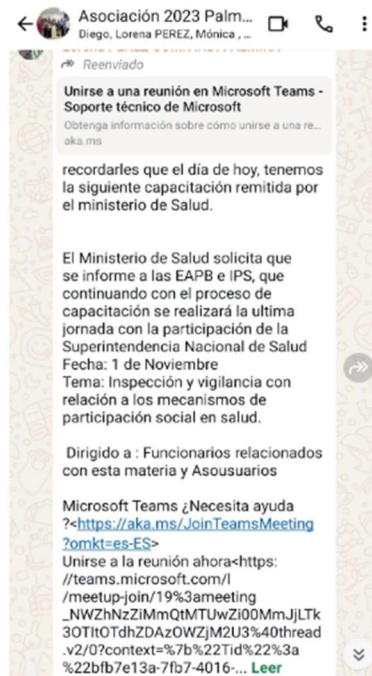 Asociación 2023 Palm...
Diego, Lorena PEREZ, Mónica , ...
Reenviado
Unirse a una reunión en Microsoft Teams -
Soporte técnico de Microsoft
Obtenga información sobre cómo unirse a una re...
aka.ms
recordarles que el día de hoy, tenemos
la siguiente capacitación remitida por
el ministerio de Salud.
El Ministerio de Salud solicita que
se informe a las EAPB e IPS, que
continuando con el proceso de
capacitación se realizará la ultima
jornada con la participación de la
Superintendencia Nacional de Salud
Fecha: 1 de Noviembre
Tema: Inspección y vigilancia con
relación a los mecanismos de
participación social en salud.
Dirigido a : Funcionarios relacionados
con esta materia y Asousuarios
Microsoft Teams ¿Necesita ayuda
?<https://aka.ms/JoinTeamsMeeting
?omkt=es-ES>
Unirse a la reunión ahora<https:
//teams.microsoft.com/l
/meetup-join/19%3ameeting
_NWZhNzZiMmQtMTUwZi00MmJjLTk
3OTItOTdhZDAzOWZjM2U3%40thread
.v2/0?context=%7b%22Tid%22%3a
%22bfb7e13a-7fb7-4016-... Leer